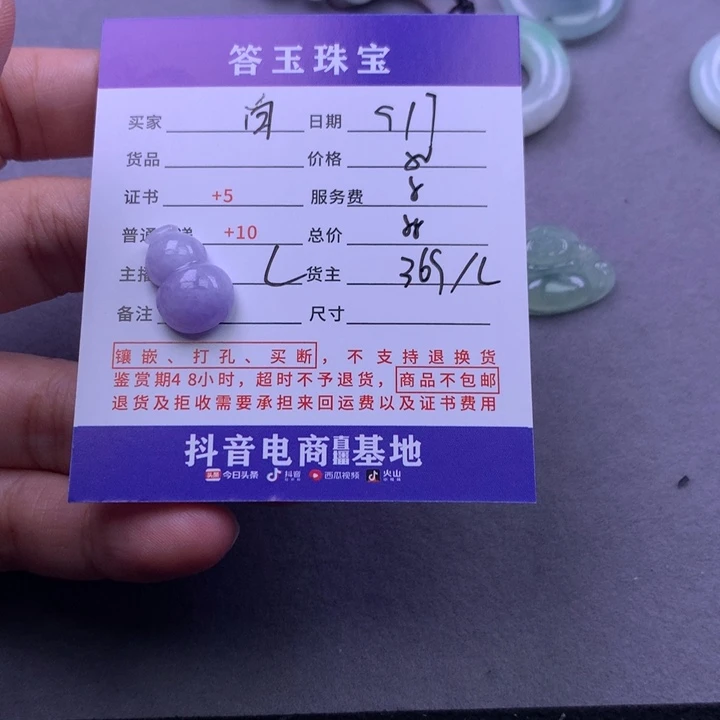 答玉珠宝
买家 日期
货品 价格
证书 +5 服务费
普通 +10 总价
主播 L 货主 369/L
备注 尺寸
镶嵌、打孔、买断，不支持退换货
鉴赏期48小时，超时不予退货，商品不包邮
退货及拒收需要承担来回运费以及证书费用
抖音电商直播基地
头条 今日头条 抖音 西瓜视频 火山